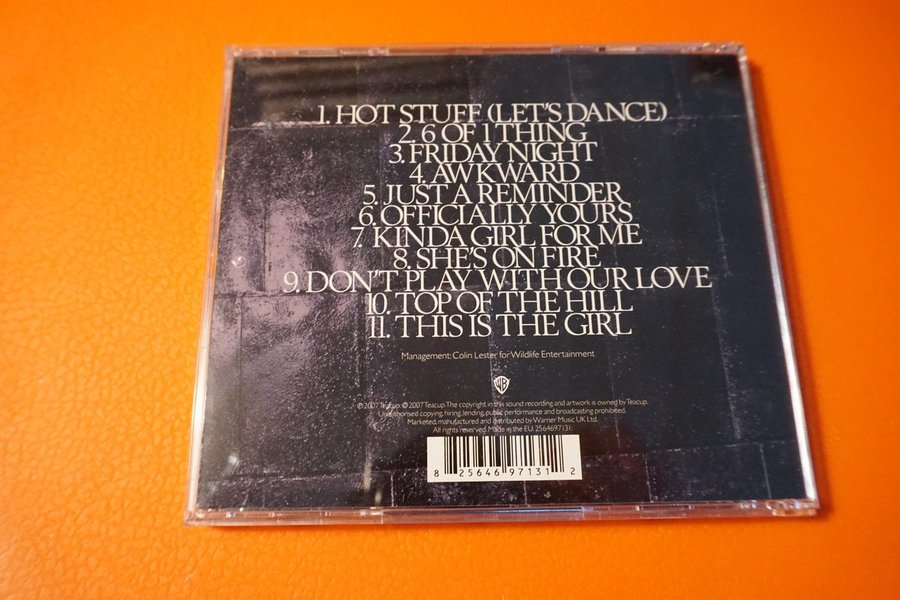 1. HOT STUFF (LET'S DANCE)
2. 6 OF 1 THING
3. FRIDAY NIGHT
4. AWKWARD
5. JUST A REMINDER
6. OFFICIALLY YOURS
7. KINDA GIRL FOR ME
8. SHE'S ON FIRE
9. DON'T PLAY WITH OUR LOVE
10. TOP OF THE HILL
11. THIS IS THE GIRL
Management: Colin Lester for Wildlife Entertainment
WB
℗ 2007 Teacup. © 2007 Teacup. The copyright in this sound recording and artwork is owned by Teacup.
Unauthorised copying, hiring, lending, public performance and broadcasting prohibited.
Marketed, manufactured and distributed by Warner Music UK Ltd.
All rights reserved. Made in the EU. 2564697131.
8 25646 97131 2